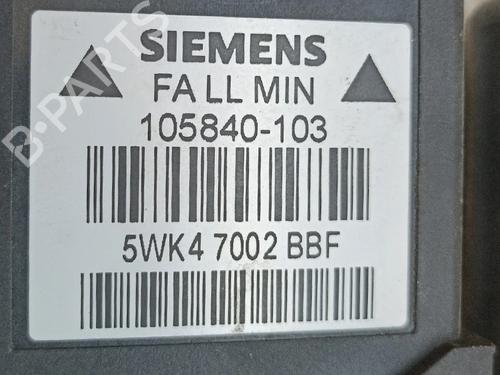 SIEMENS
FA LL MIN
105840-103
5WK4 7002 BBF
B-PARTS